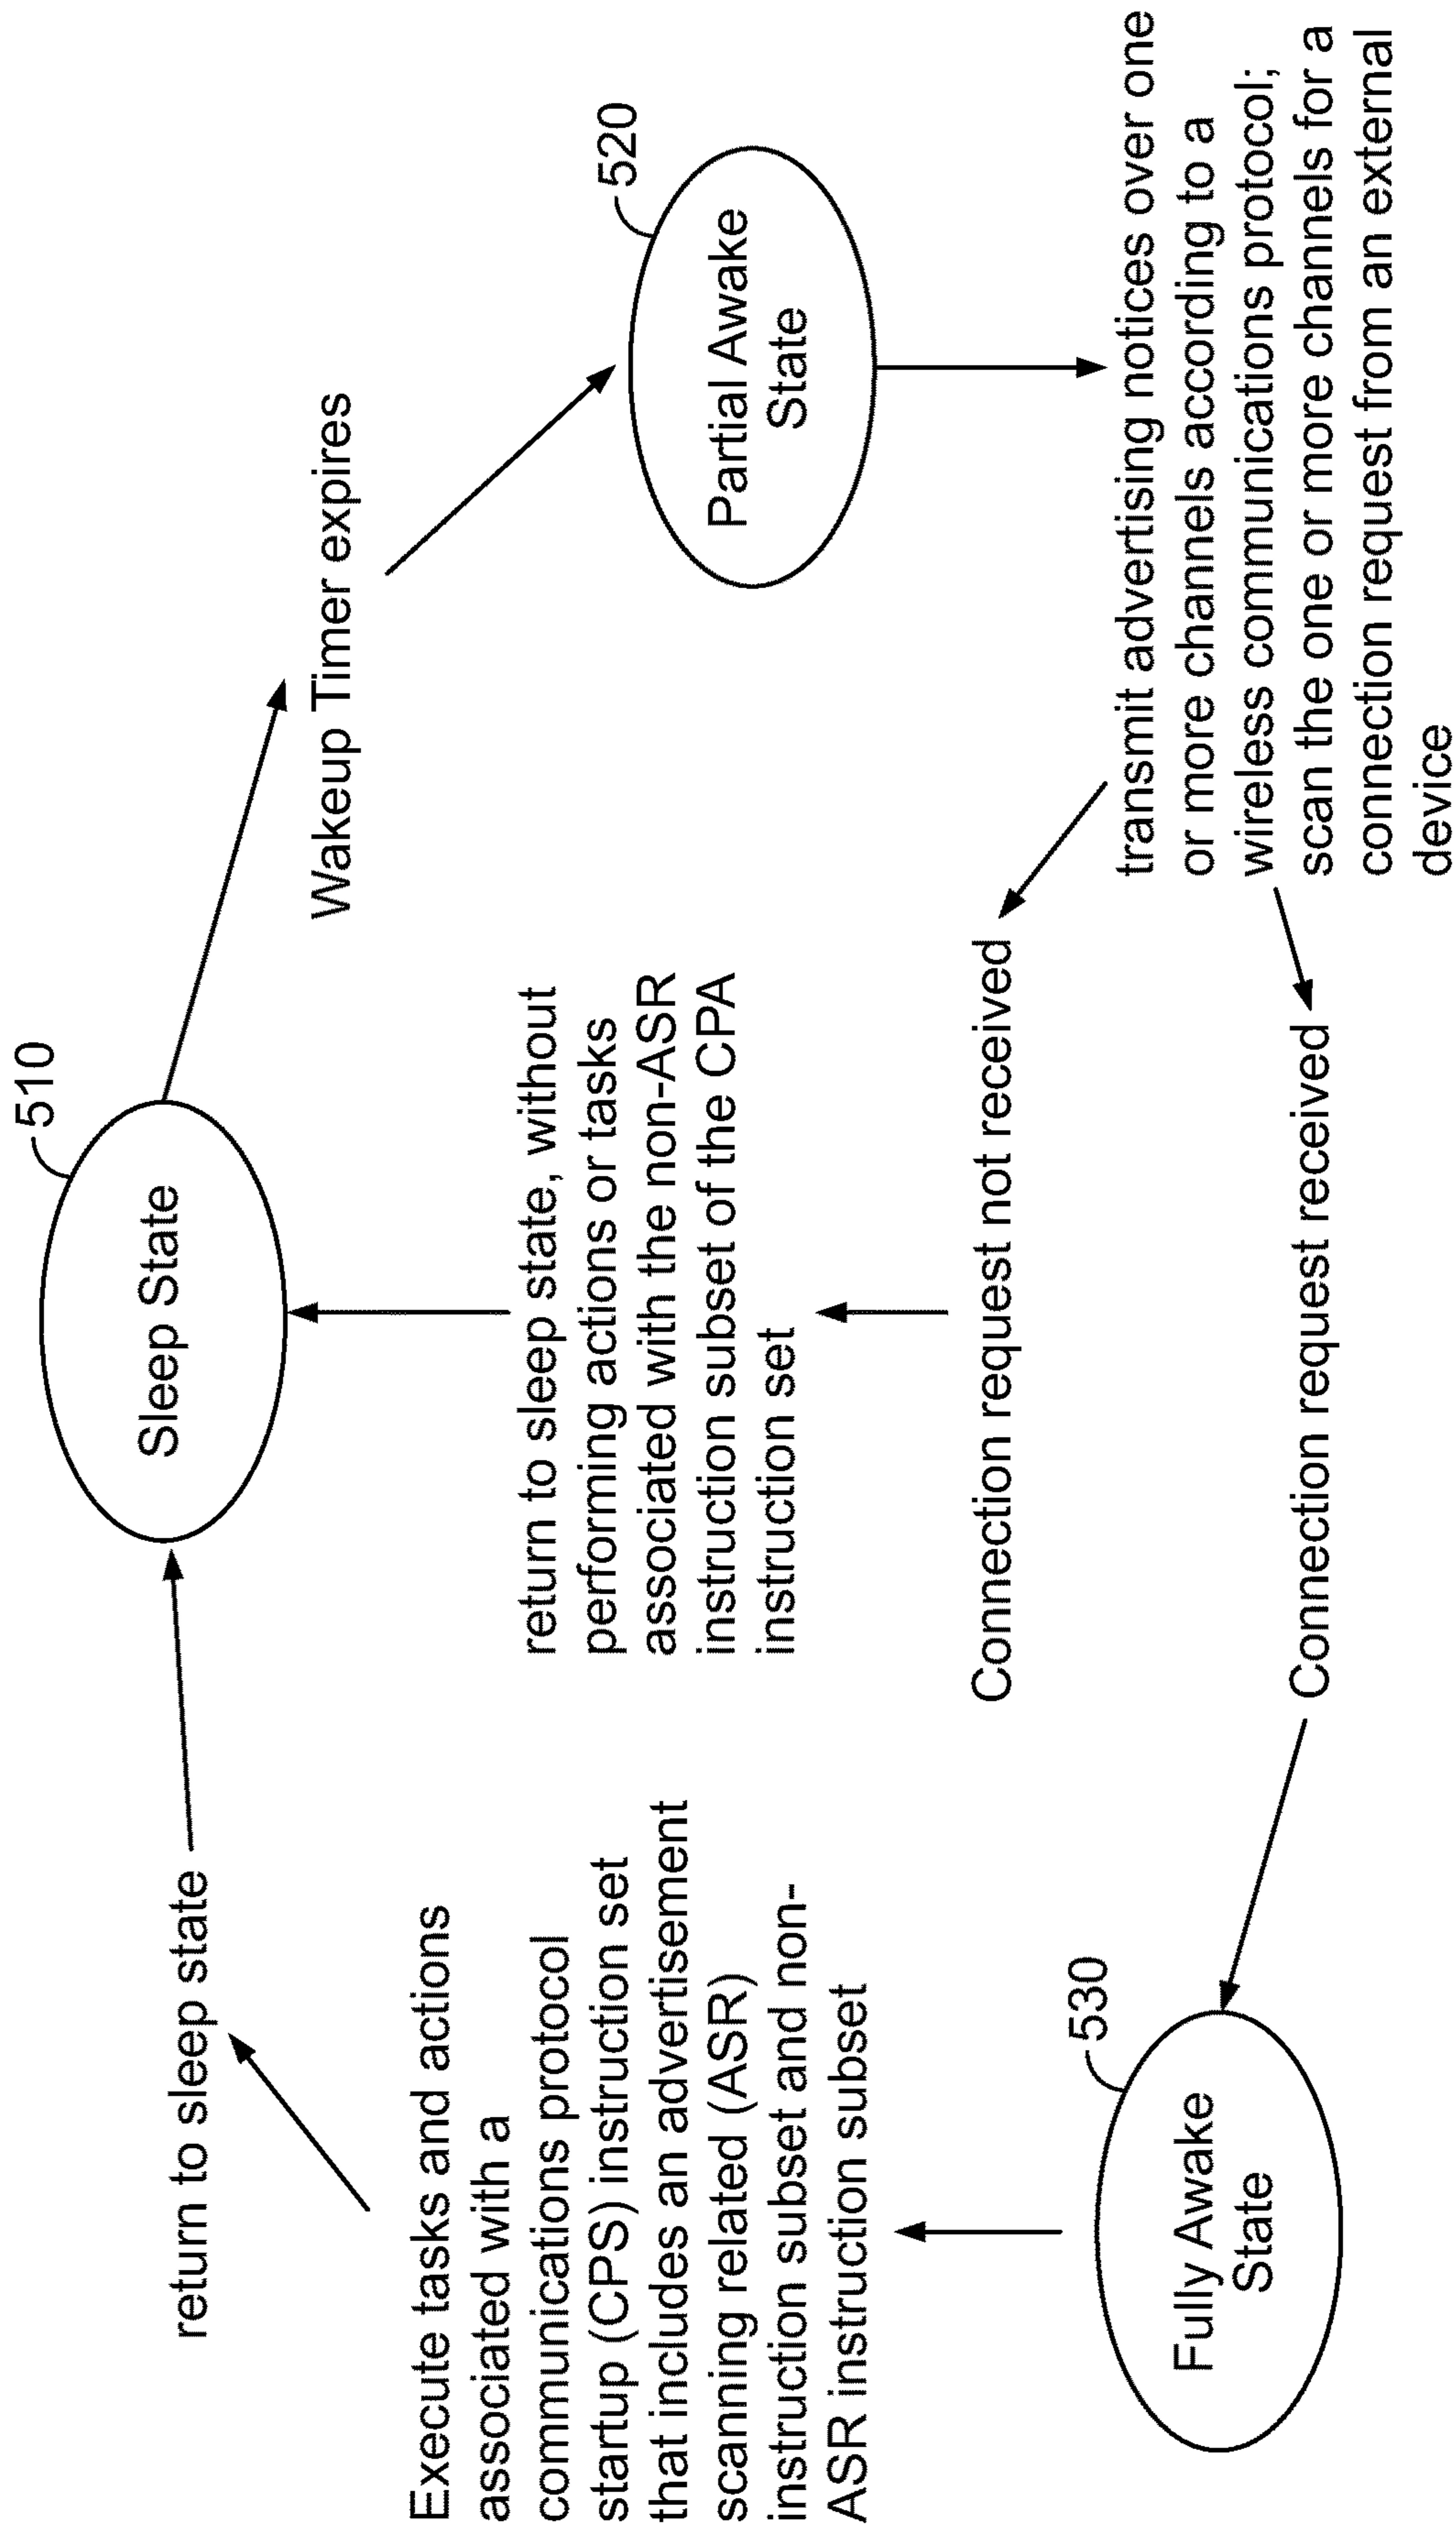 510
Sleep State
Wakeup Timer expires
520
Partial Awake
State
transmit advertising notices over one
or more channels according to a
wireless communications protocol;
scan the one or more channels for a
connection request from an external
device
Connection request not received
return to sleep state, without
performing actions or tasks
associated with the non-ASR
instruction subset of the CPA
instruction set
Connection request received
530
Fully Awake
State
Execute tasks and actions
associated with a
communications protocol
startup (CPS) instruction set
that includes an advertisement
scanning related (ASR)
instruction subset and non-
ASR instruction subset
return to sleep state